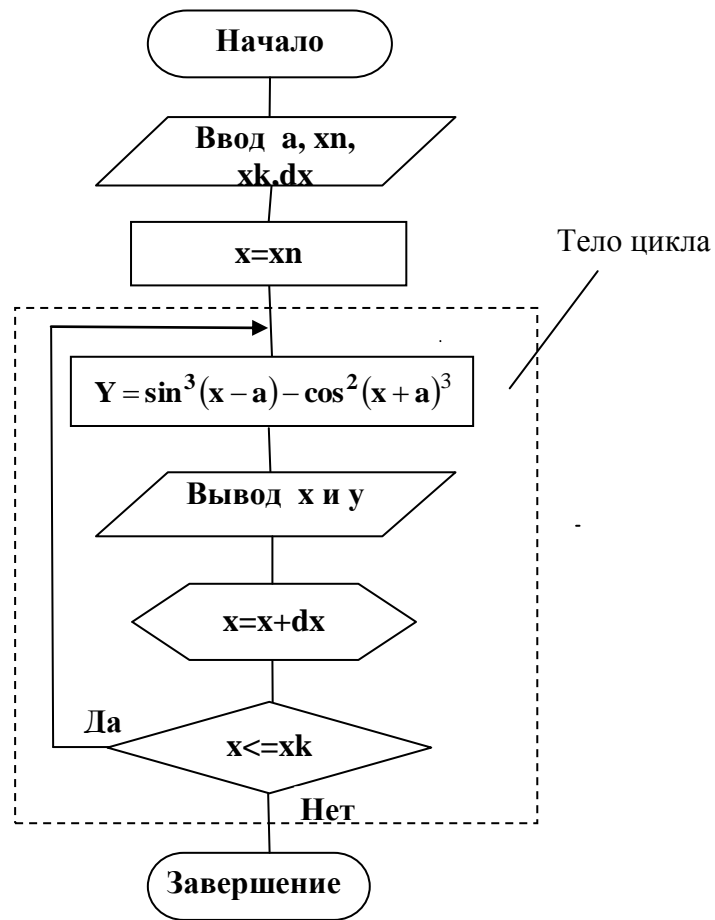 Начало
Ввод a, xn,
xk,dx
x=xn
Тело цикла
Y = sin³(x − a) − cos²(x + a)³
Вывод x и y
x=x+dx
Да
x<=xk
Нет
Завершение